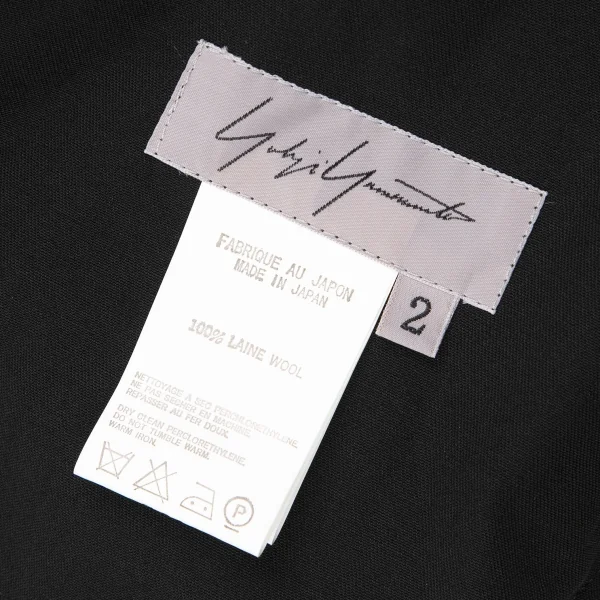 Yohji Yamamoto
2
FABRIQUE AU JAPON
MADE IN JAPAN
100% LAINE WOOL
NETTOYAGE A SEC PERCHLORETHYLENE.
NE PAS SECHER EN MACHINE.
REPASSER AU FER DOUX.
DRY CLEAN PERCLORETHYLENE.
DO NOT TUMBLE WARM.
WARM IRON.
P